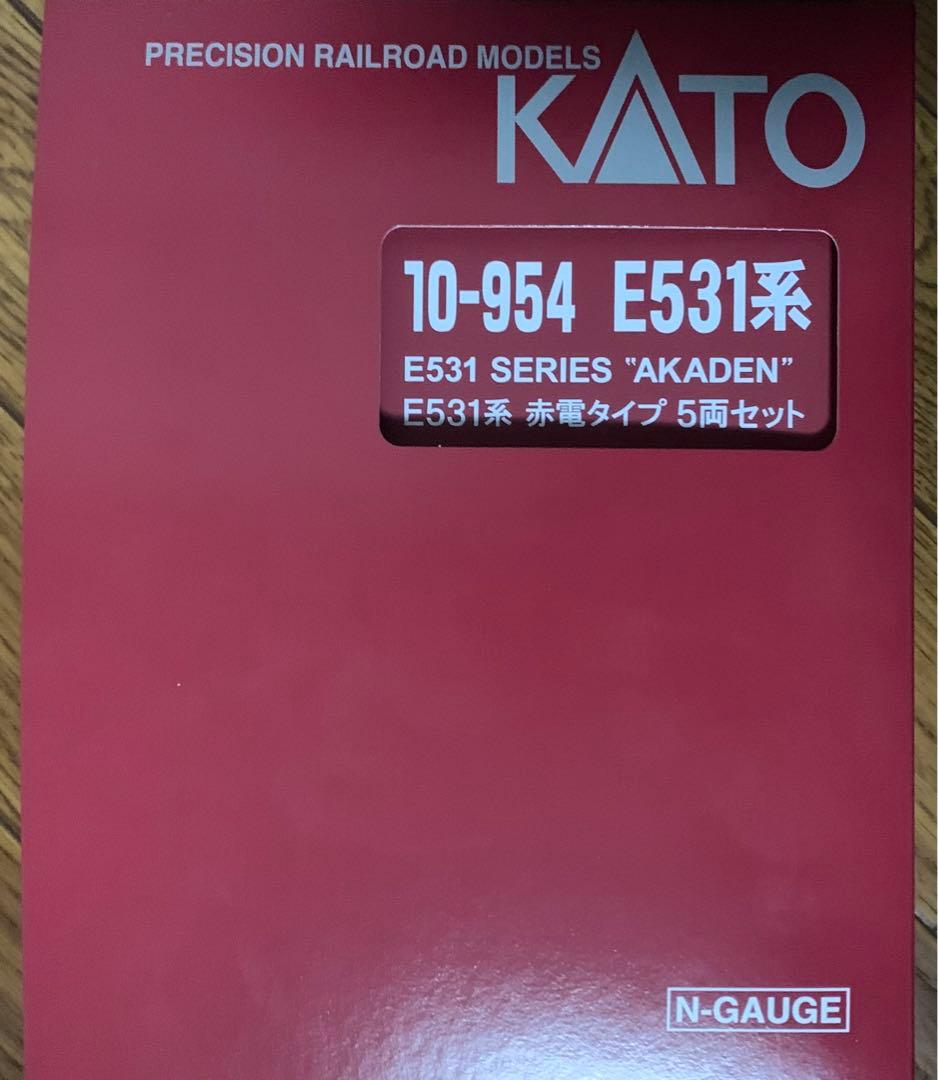 PRECISION RAILROAD MODELS
KATO
10-954 E531系
E531 SERIES "AKADEN"
E531系 赤電タイプ 5両セット
N-GAUGE